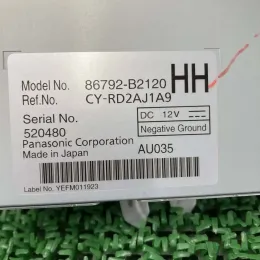 Model No. 86792-B2120 HH
Ref.No. CY-RD2AJ1A9
Serial No.
520480
DC 12V
Negative Ground
Panasonic Corporation
Made in Japan
AU035
Label No. YEFM011923